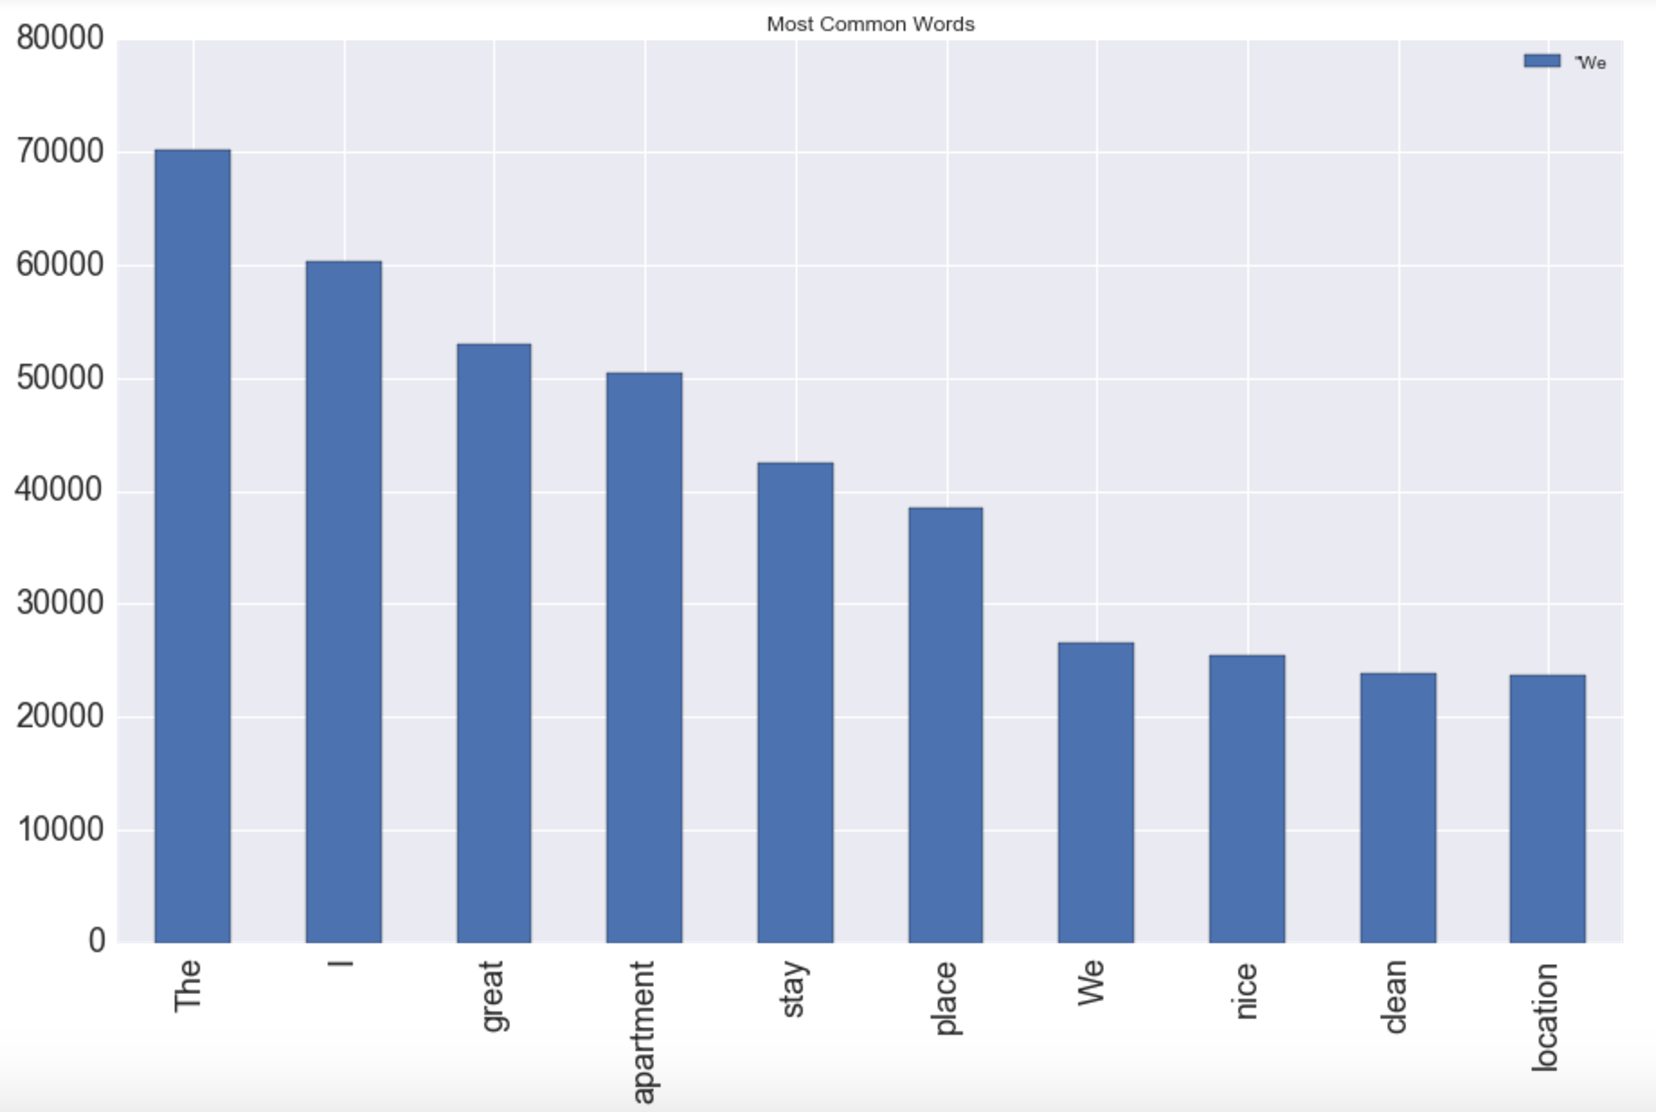 Most Common Words
"We
80000
70000
60000
50000
40000
30000
20000
10000
0
The
I
great
apartment
stay
place
We
nice
clean
location